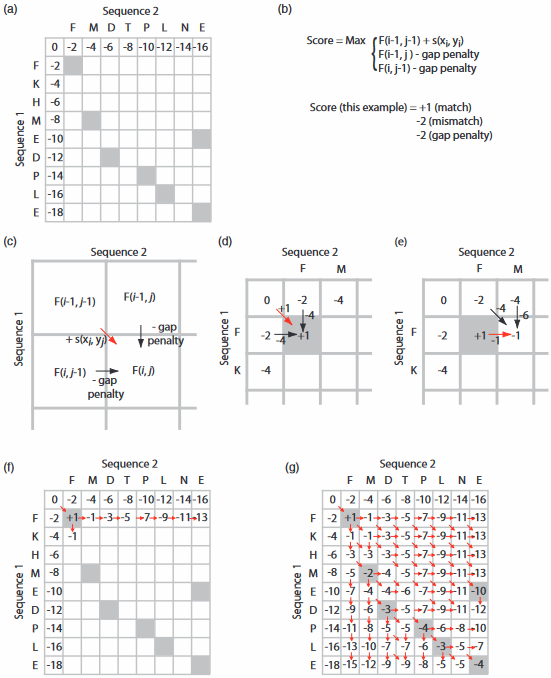 (a)
Sequence 2
F M D T P L N E
0 -2 -4 -6 -8 -10 -12 -14 -16
Sequence 1
F -2
K -4
H -6
M -8
E -10
D -12
P -14
L -16
E -18
(b)
Score = Max
F(i-1, j-1) + s(xi, yi)
F(i-1, j ) - gap penalty
F(i, j-1) - gap penalty
Score (this example) = +1 (match)
-2 (mismatch)
-2 (gap penalty)
(c)
Sequence 2
Sequence 1
F(i-1, j-1)
F(i-1, j)
+ s(xi, yj)
- gap
penalty
F(i, j-1)
F(i, j)
- gap
penalty
(d)
Sequence 2
F M
Sequence 1
0 -2 -4
+1 -4
F -2 +1
-4
K -4
(e)
Sequence 2
F M
Sequence 1
0 -2 -4
-4 -6
F -2 +1 -1
-1
K -4
(f)
Sequence 2
F M D T P L N E
0 -2 -4 -6 -8 -10 -12 -14 -16
Sequence 1
F -2 +1 -1 -3 -5 -7 -9 -11 -13
K -4 -1
H -6
M -8
E -10
D -12
P -14
L -16
E -18
(g)
Sequence 2
F M D T P L N E
0 -2 -4 -6 -8 -10 -12 -14 -16
Sequence 1
F -2 +1 -1 -3 -5 -7 -9 -11 -13
K -4 -1 -1 -3 -5 -7 -9 -11 -13
H -6 -3 -3 -3 -5 -7 -9 -11 -13
M -8 -5 -2 -4 -5 -7 -9 -11 -13
E -10 -7 -4 -4 -6 -7 -9 -11 -10
D -12 -9 -6 -3 -5 -7 -9 -11 -12
P -14 -11 -8 -5 -5 -4 -6 -8 -10
L -16 -13 -10 -7 -7 -6 -3 -5 -7
E -18 -15 -12 -9 -9 -8 -5 -5 -4